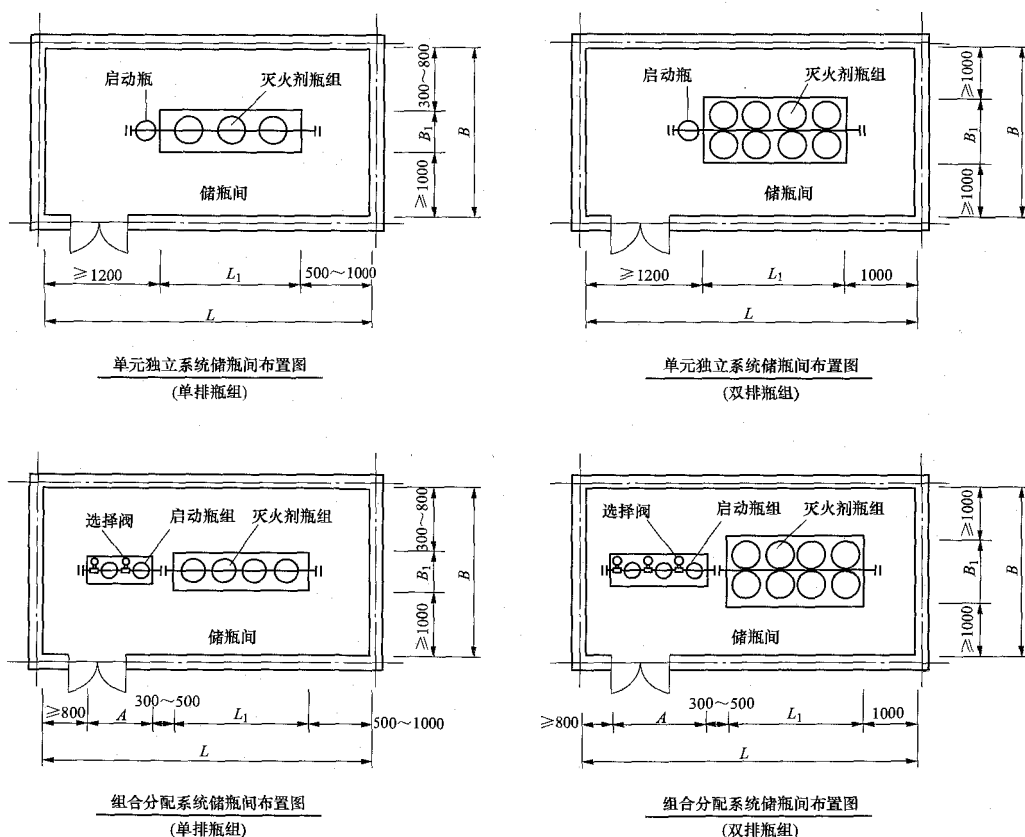 启动瓶
灭火剂瓶组
储瓶间
300～800
B₁
≥1000
B
≥1200
L₁
500～1000
L
单元独立系统储瓶间布置图
(单排瓶组)
启动瓶
灭火剂瓶组
储瓶间
≥1000
B₁
≥1000
B
≥1200
L₁
1000
L
单元独立系统储瓶间布置图
(双排瓶组)
选择阀
启动瓶组
灭火剂瓶组
储瓶间
300～800
B₁
≥1000
B
≥800
A
300～500
L₁
500～1000
L
组合分配系统储瓶间布置图
(单排瓶组)
选择阀
启动瓶组
灭火剂瓶组
储瓶间
≥1000
B₁
≥1000
B
≥800
A
300～500
L₁
1000
L
组合分配系统储瓶间布置图
(双排瓶组)